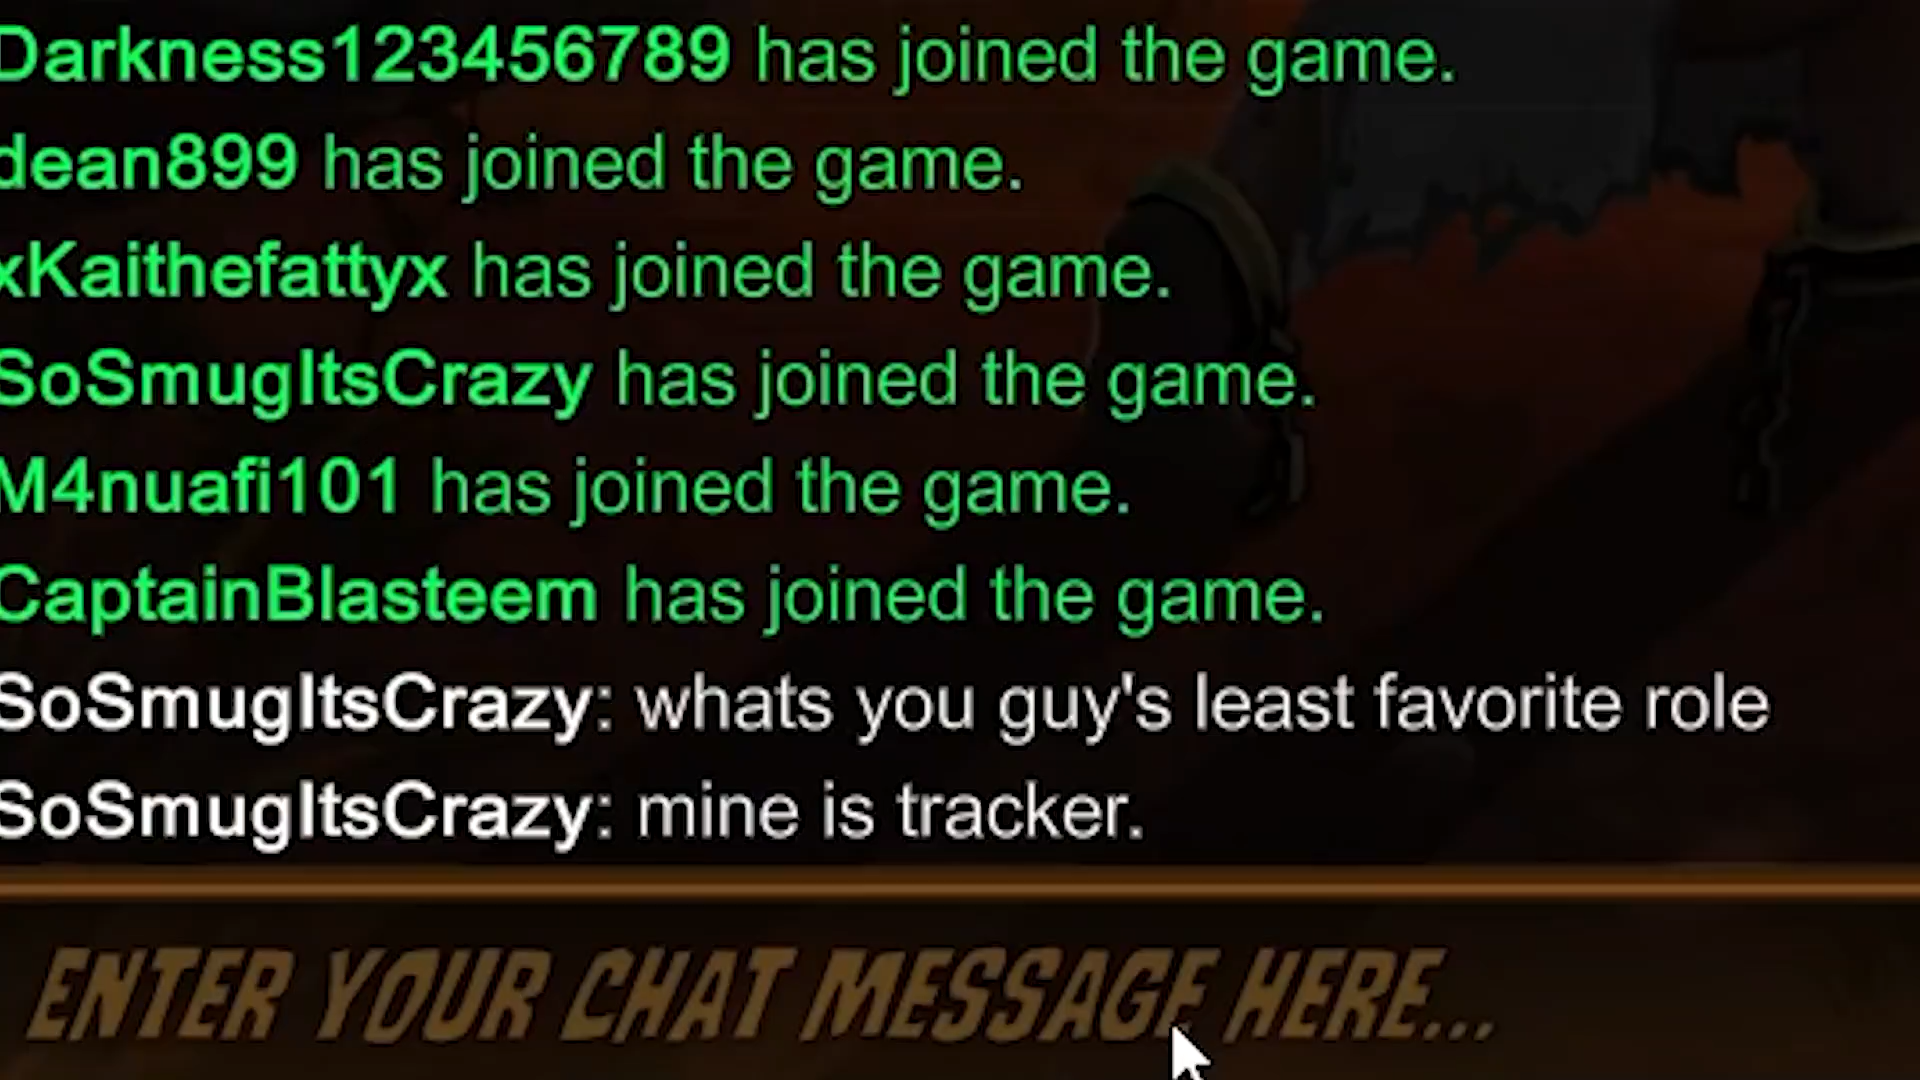 Darkness123456789 has joined the game.
dean899 has joined the game.
xKaithefattyx has joined the game.
SoSmugItsCrazy has joined the game.
M4nuafi101 has joined the game.
CaptainBlasteem has joined the game.
SoSmugItsCrazy: whats you guy's least favorite role
SoSmugItsCrazy: mine is tracker.
ENTER YOUR CHAT MESSAGE HERE...